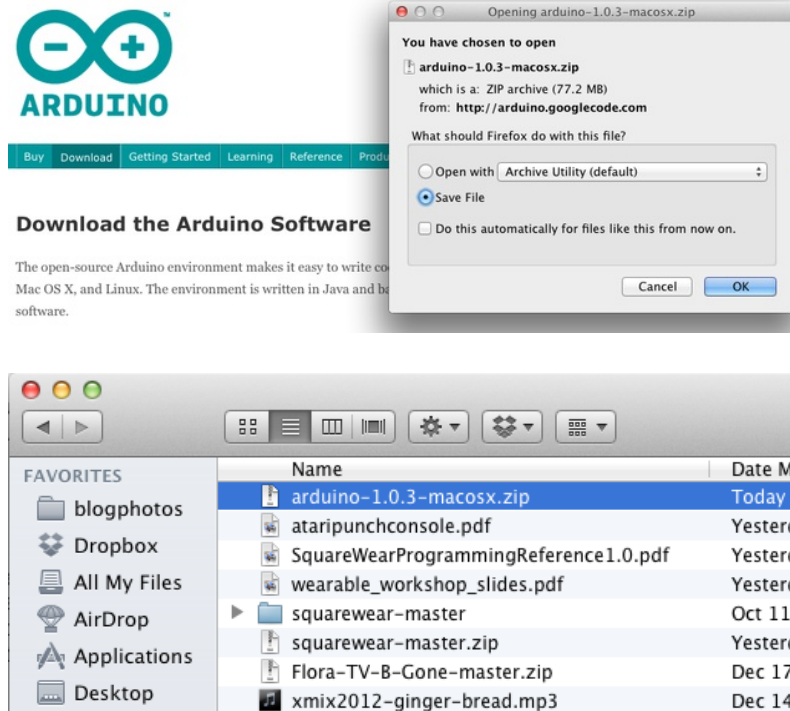 ™
ARDUINO
Buy Download Getting Started Learning Reference Produ
Download the Arduino Software
The open-source Arduino environment makes it easy to write co
Mac OS X, and Linux. The environment is written in Java and ba
software.
Opening arduino-1.0.3-macosx.zip
You have chosen to open
arduino-1.0.3-macosx.zip
which is a: ZIP archive (77.2 MB)
from: http://arduino.googlecode.com
What should Firefox do with this file?
Open with Archive Utility (default)
Save File
Do this automatically for files like this from now on.
Cancel OK
FAVORITES
blogphotos
Dropbox
All My Files
AirDrop
Applications
Desktop
Name Date M
arduino-1.0.3-macosx.zip Today
ataripunchconsole.pdf Yester
SquareWearProgrammingReference1.0.pdf Yester
wearable_workshop_slides.pdf Yester
squarewear-master Oct 11
squarewear-master.zip Yester
Flora-TV-B-Gone-master.zip Dec 17
xmix2012-ginger-bread.mp3 Dec 14